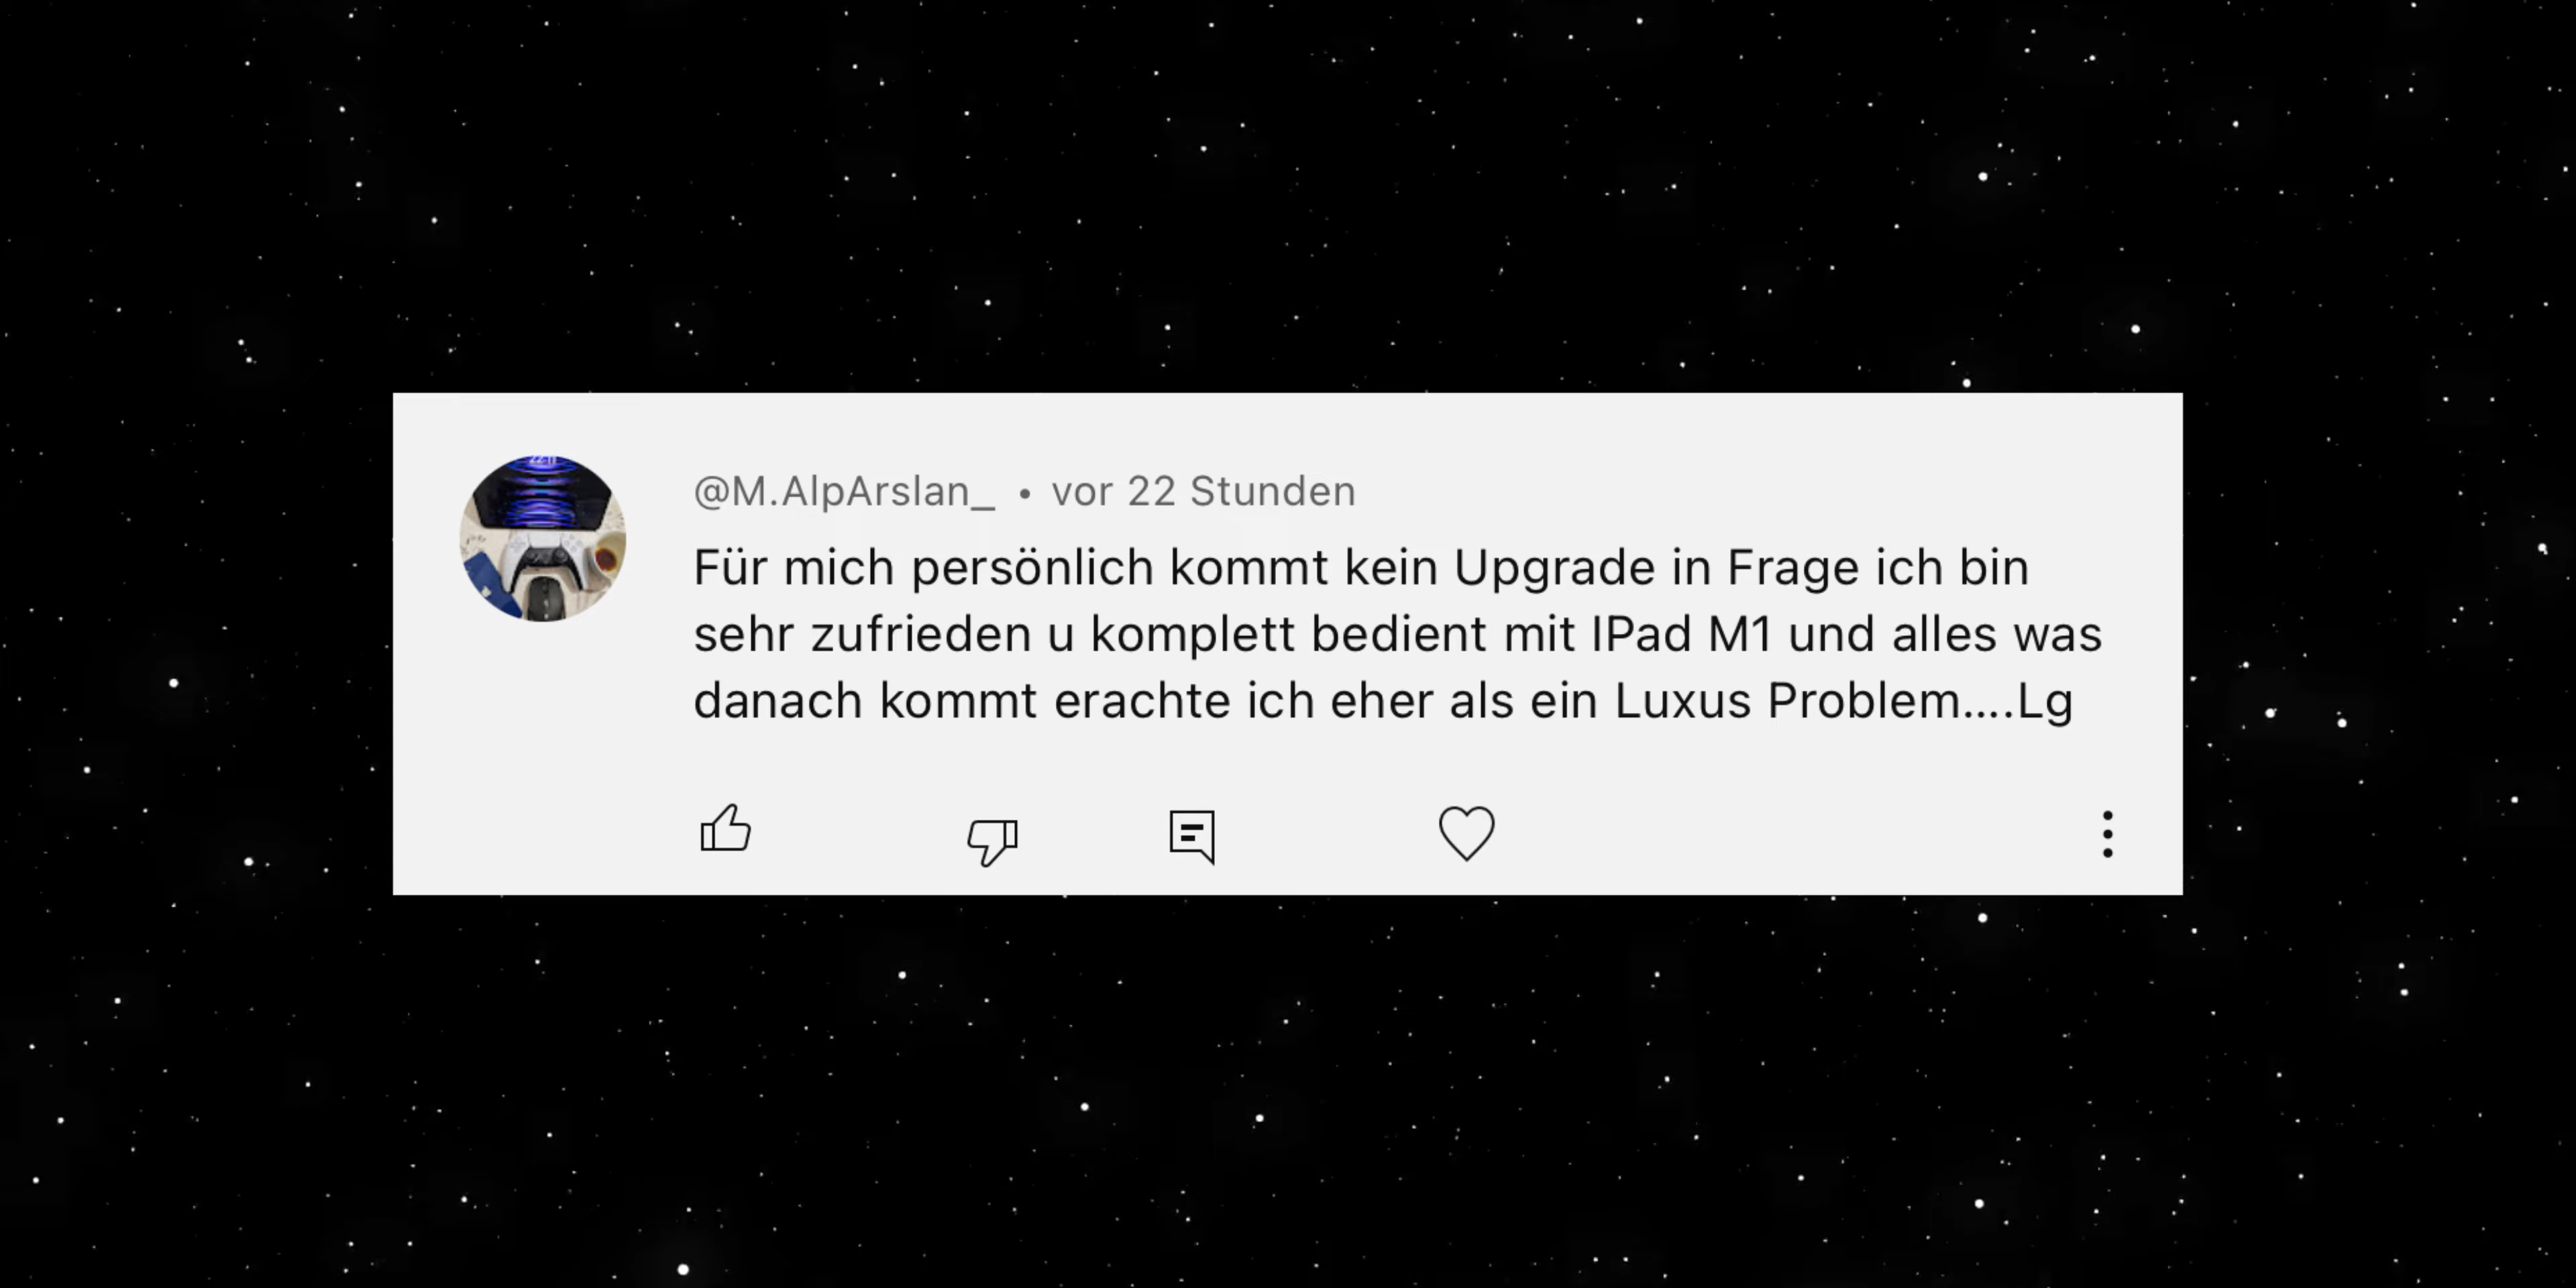 @M.AlpArslan_ • vor 22 Stunden
Für mich persönlich kommt kein Upgrade in Frage ich bin
sehr zufrieden u komplett bedient mit IPad M1 und alles was
danach kommt erachte ich eher als ein Luxus Problem....Lg